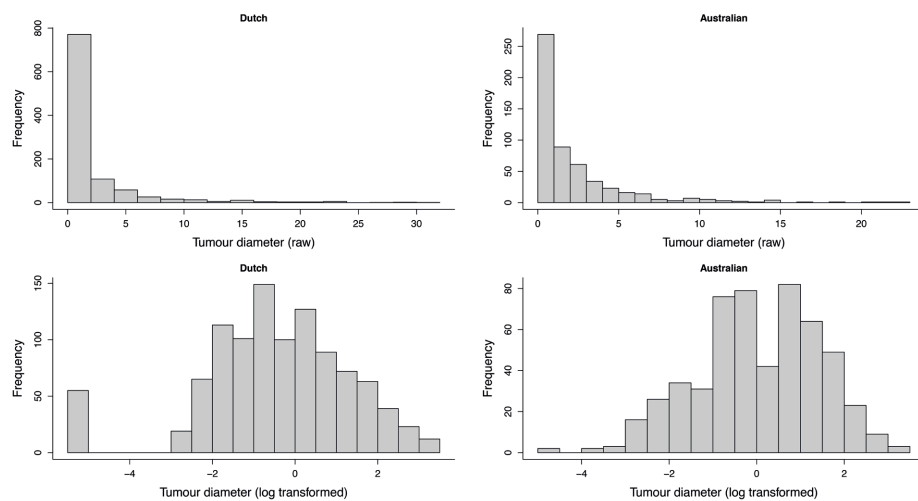 Dutch
Frequency
0 200 400 600 800
0 5 10 15 20 25 30
Tumour diameter (raw)
Australian
Frequency
0 50 100 150 200 250
0 5 10 15 20
Tumour diameter (raw)
Dutch
Frequency
0 50 100 150
−4 −2 0 2
Tumour diameter (log transformed)
Australian
Frequency
0 20 40 60 80
−4 −2 0 2
Tumour diameter (log transformed)